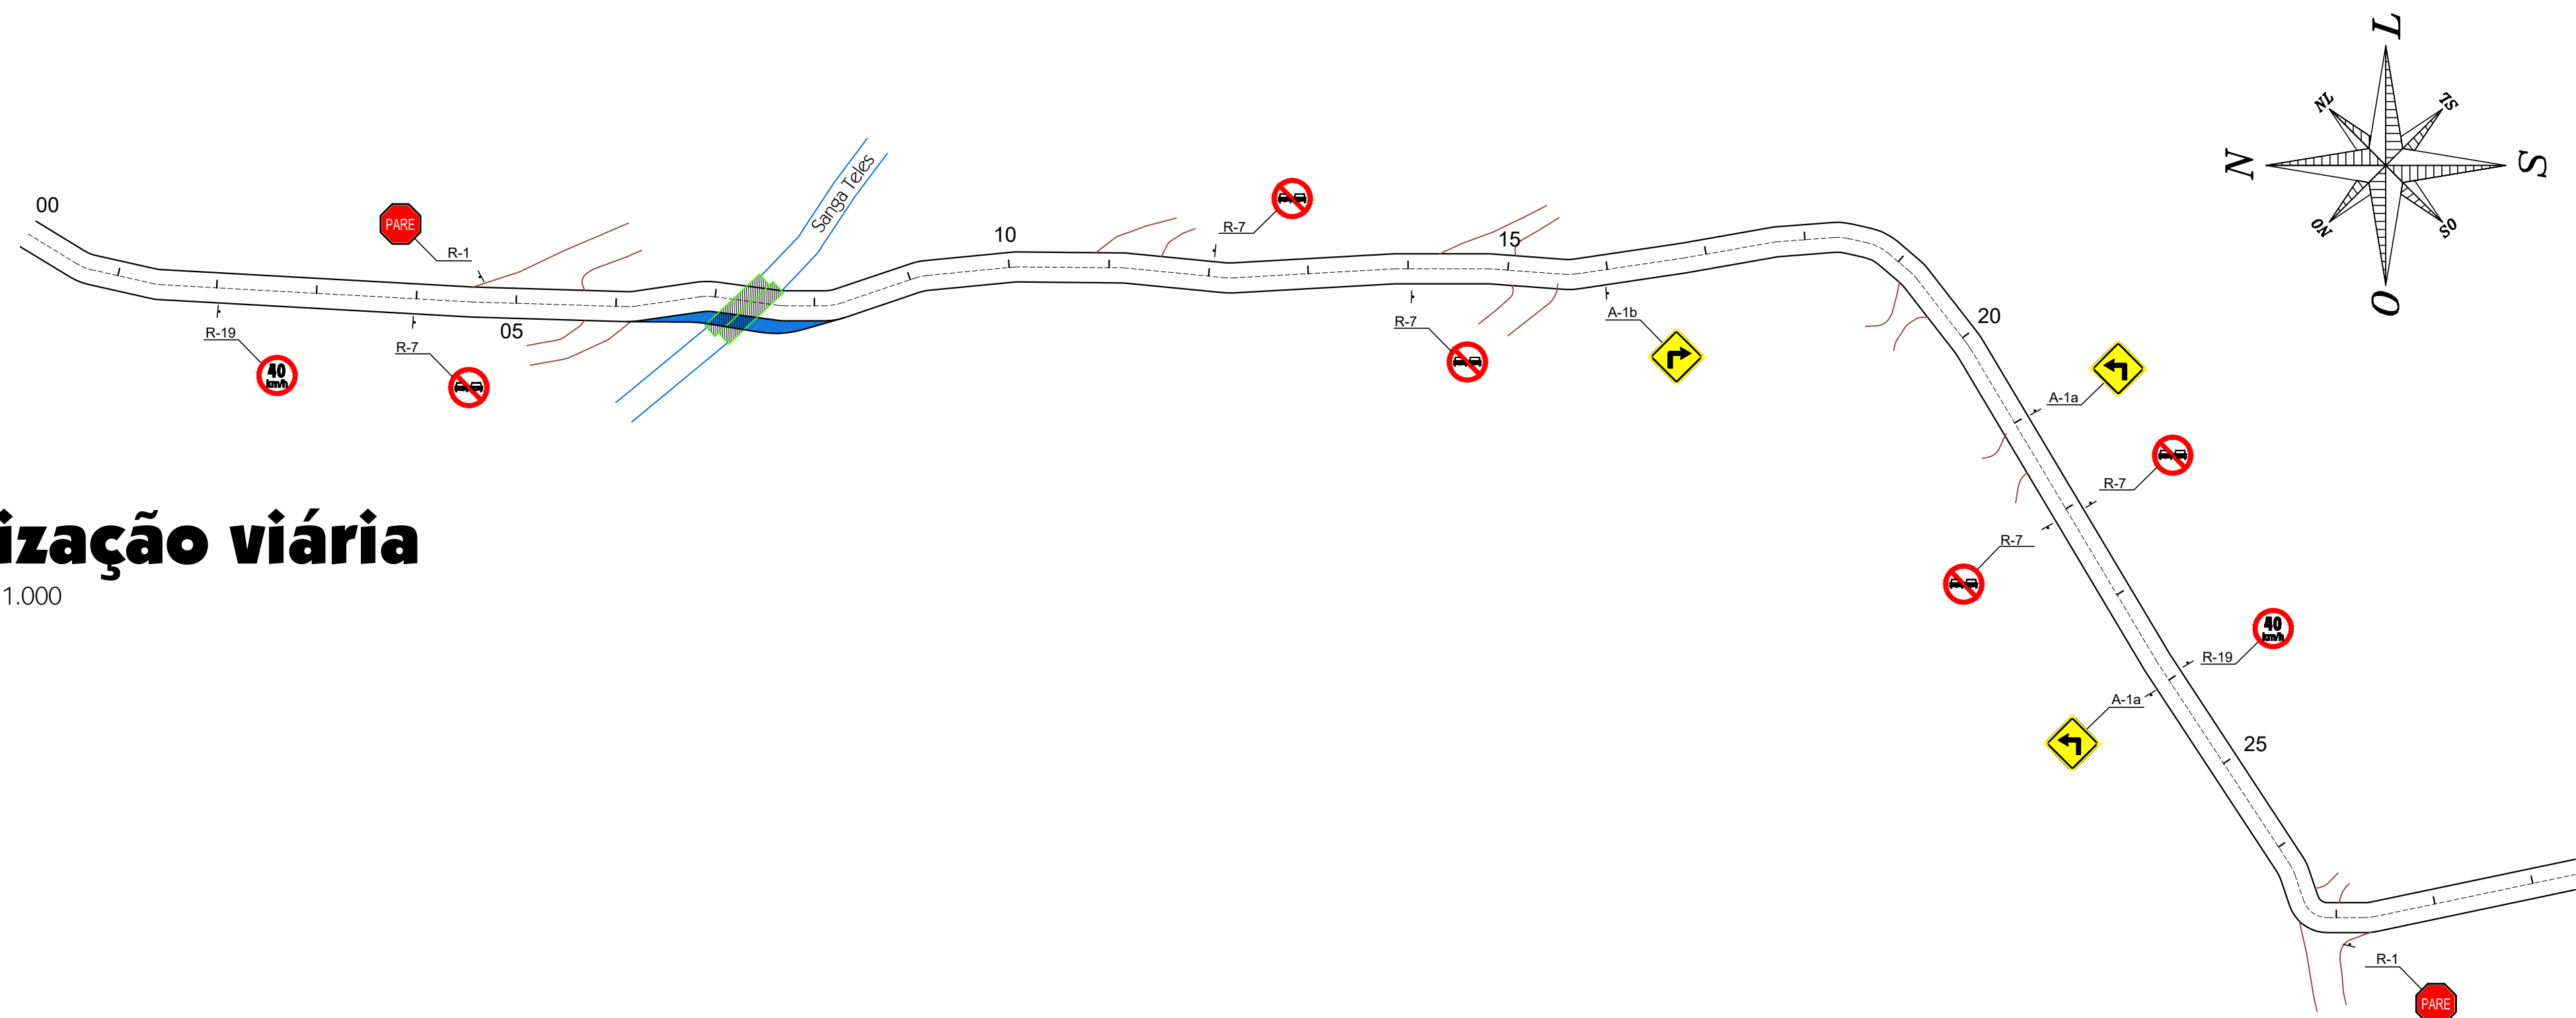 L
NL
SL
N
S
NO
SO
O
00
PARE
R-1
Sanga Teles
10
R-7
15
05
R-19
40
km/h
R-7
R-7
A-1b
20
A-1a
R-7
R-7
ização viária
1.000
40
km/h
R-19
A-1a
25
R-1
PARE